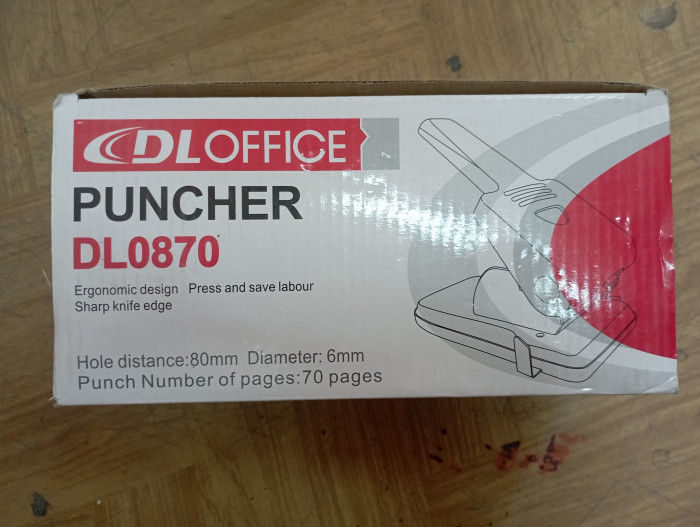 DLOFFICE
PUNCHER
DL0870
Ergonomic design Press and save labour
Sharp knife edge
Hole distance:80mm Diameter: 6mm
Punch Number of pages:70 pages